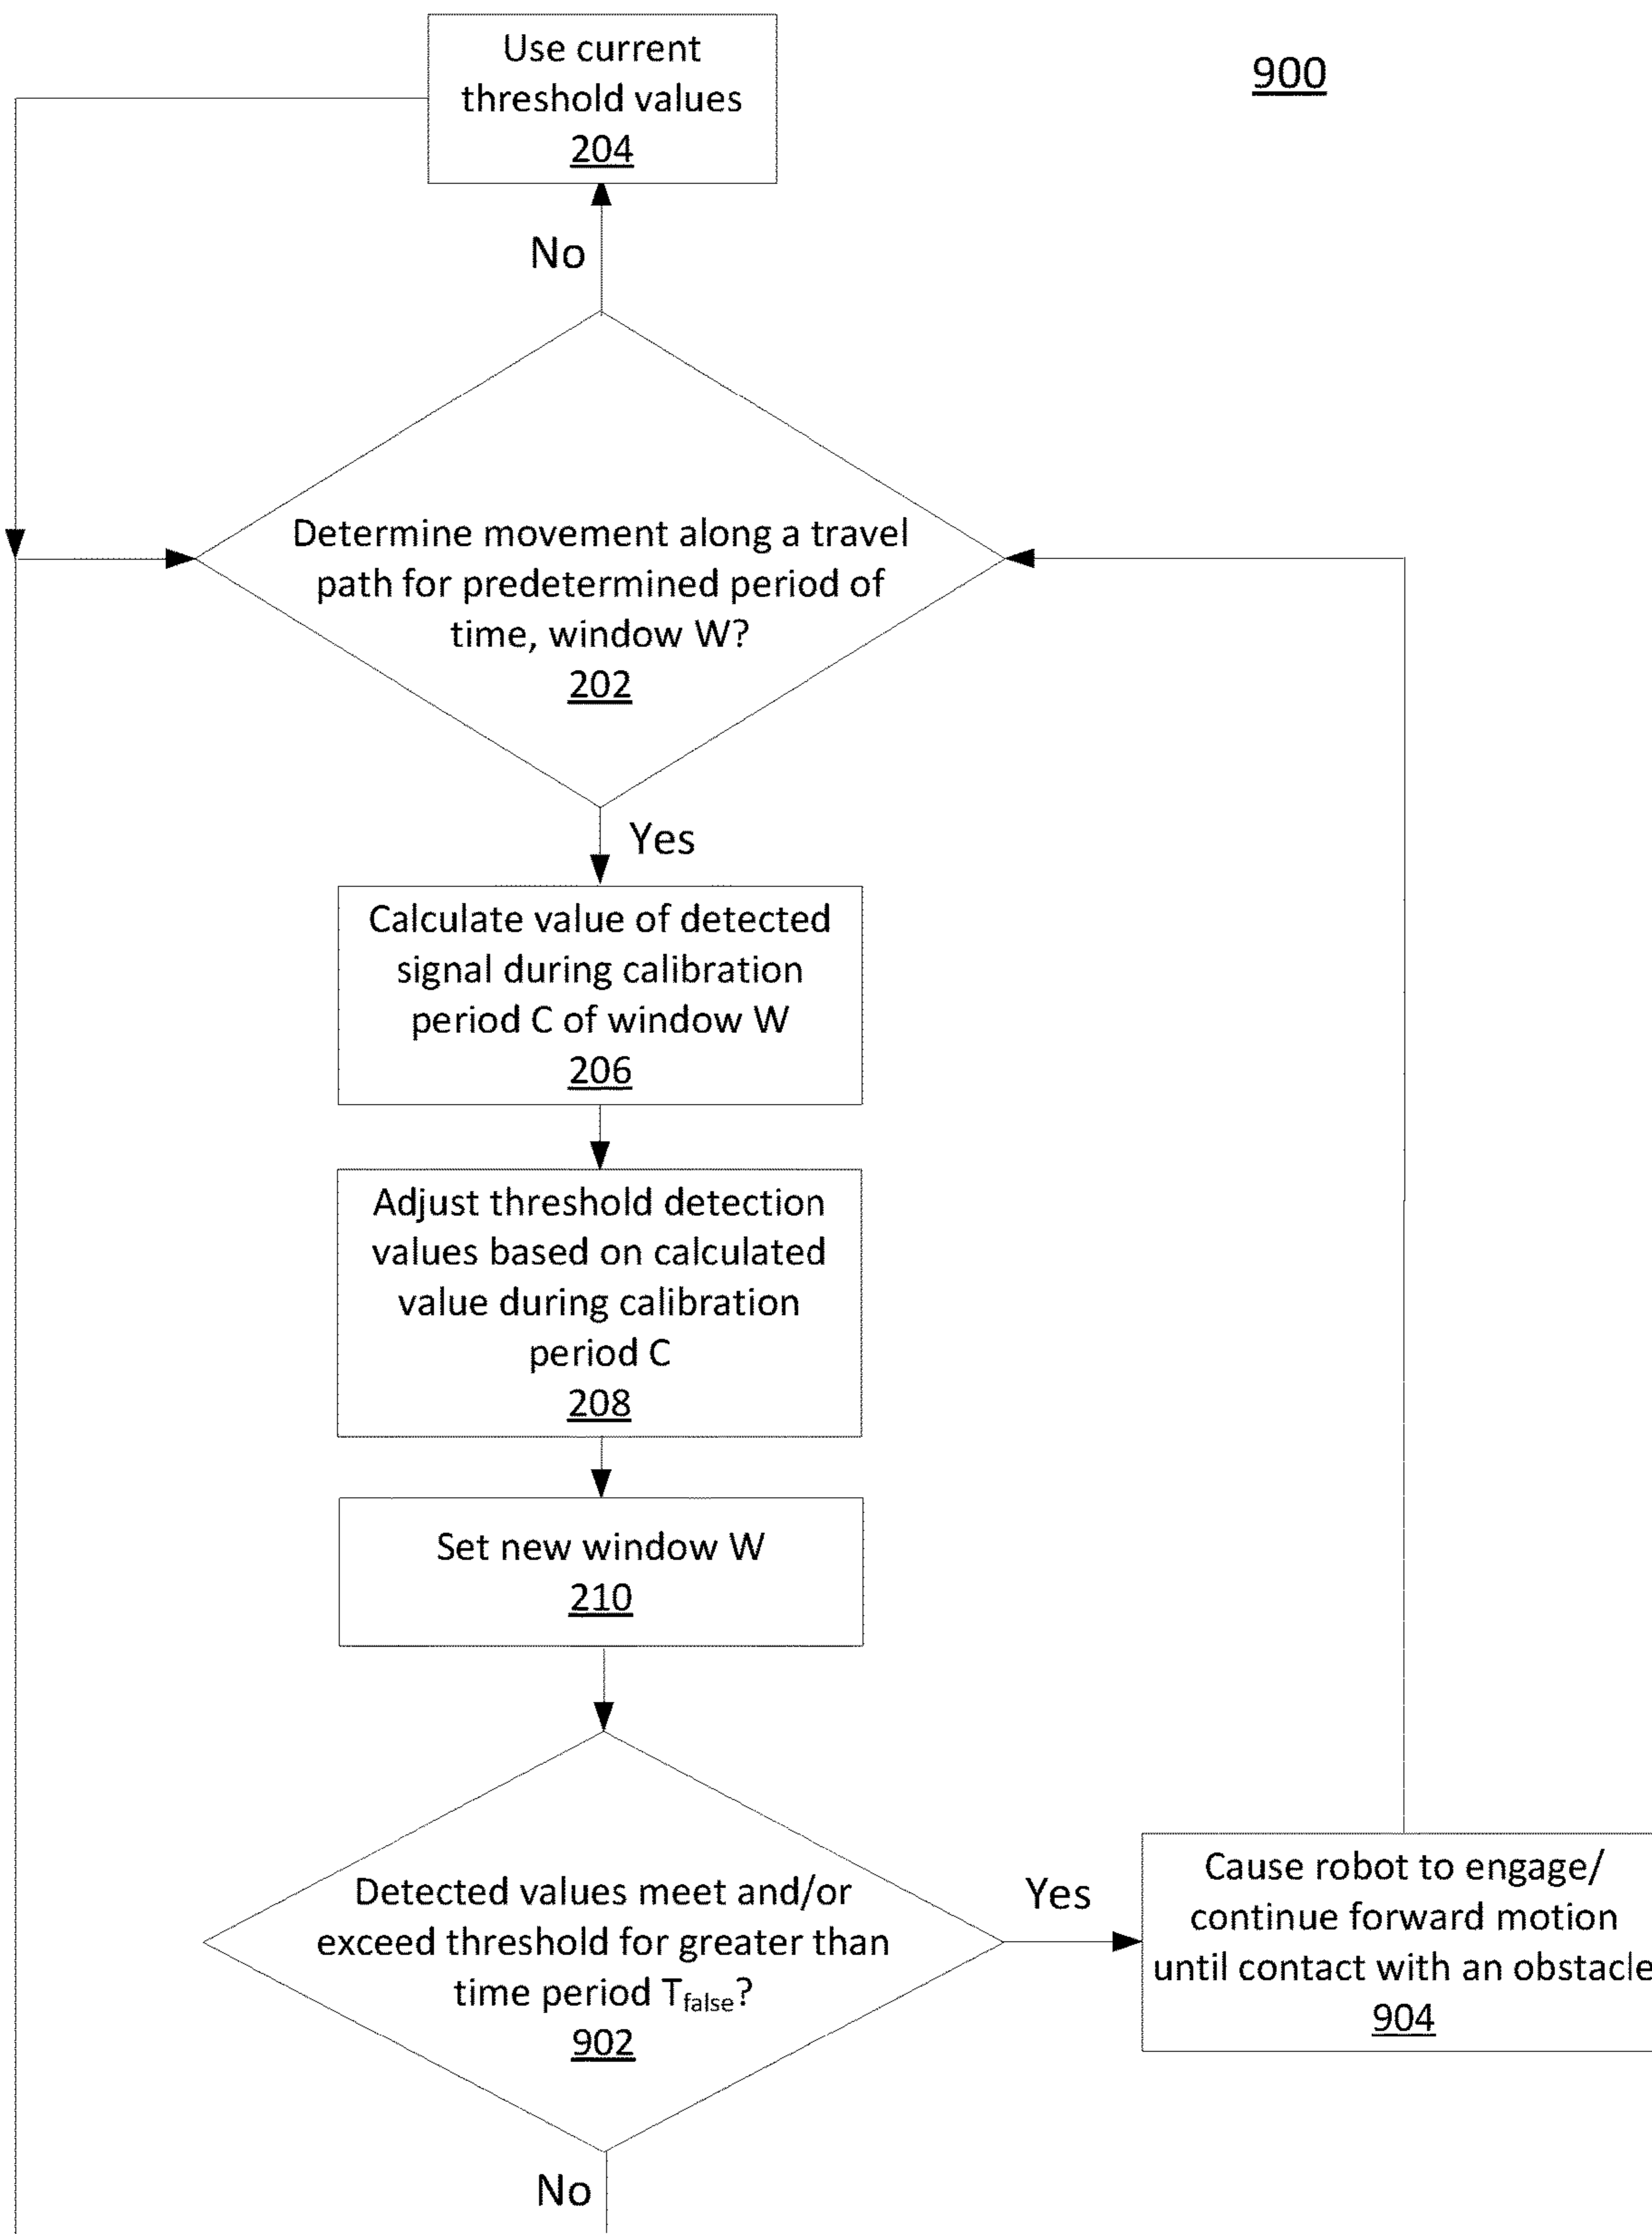 Use current
threshold values
204
900
No
Determine movement along a travel
path for predetermined period of
time, window W?
202
Yes
Calculate value of detected
signal during calibration
period C of window W
206
Adjust threshold detection
values based on calculated
value during calibration
period C
208
Set new window W
210
Detected values meet and/or
exceed threshold for greater than
time period Tfalse?
902
Yes
Cause robot to engage/
continue forward motion
until contact with an obstacle
904
No